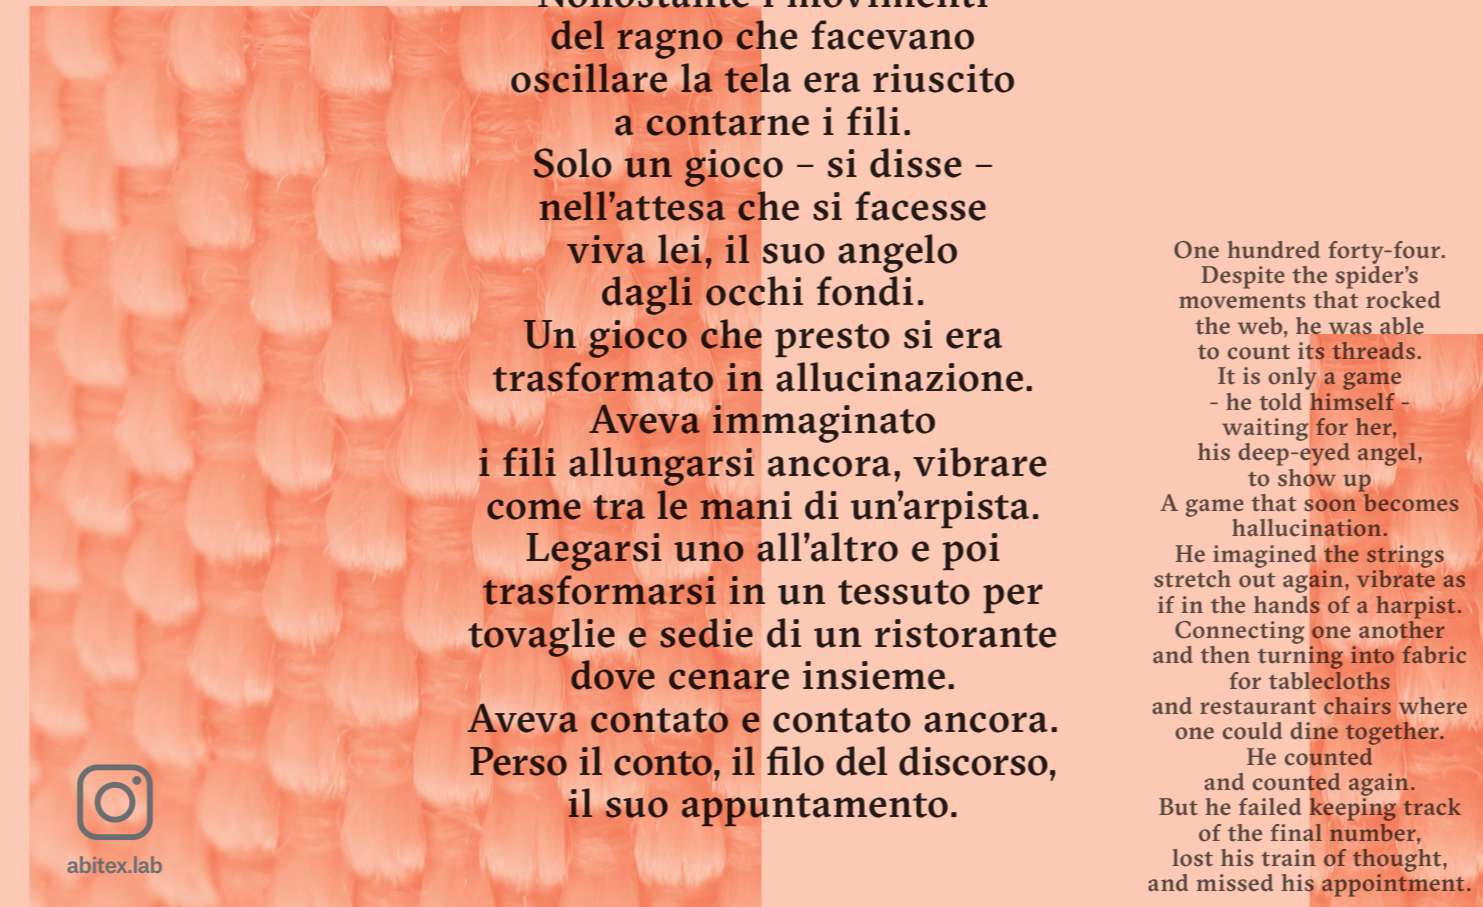 Nonostante i movimenti
del ragno che facevano
oscillare la tela era riuscito
a contarne i fili.
Solo un gioco – si disse –
nell’attesa che si facesse
viva lei, il suo angelo
dagli occhi fondi.
Un gioco che presto si era
trasformato in allucinazione.
Aveva immaginato
i fili allungarsi ancora, vibrare
come tra le mani di un’arpista.
Legarsi uno all’altro e poi
trasformarsi in un tessuto per
tovaglie e sedie di un ristorante
dove cenare insieme.
Aveva contato e contato ancora.
Perso il conto, il filo del discorso,
il suo appuntamento.
One hundred forty-four.
Despite the spider’s
movements that rocked
the web, he was able
to count its threads.
It is only a game
- he told himself -
waiting for her,
his deep-eyed angel,
to show up
A game that soon becomes
hallucination.
He imagined the strings
stretch out again, vibrate as
if in the hands of a harpist.
Connecting one another
and then turning into fabric
for tablecloths
and restaurant chairs where
one could dine together.
He counted
and counted again.
But he failed keeping track
of the final number,
lost his train of thought,
and missed his appointment.
abitex.lab